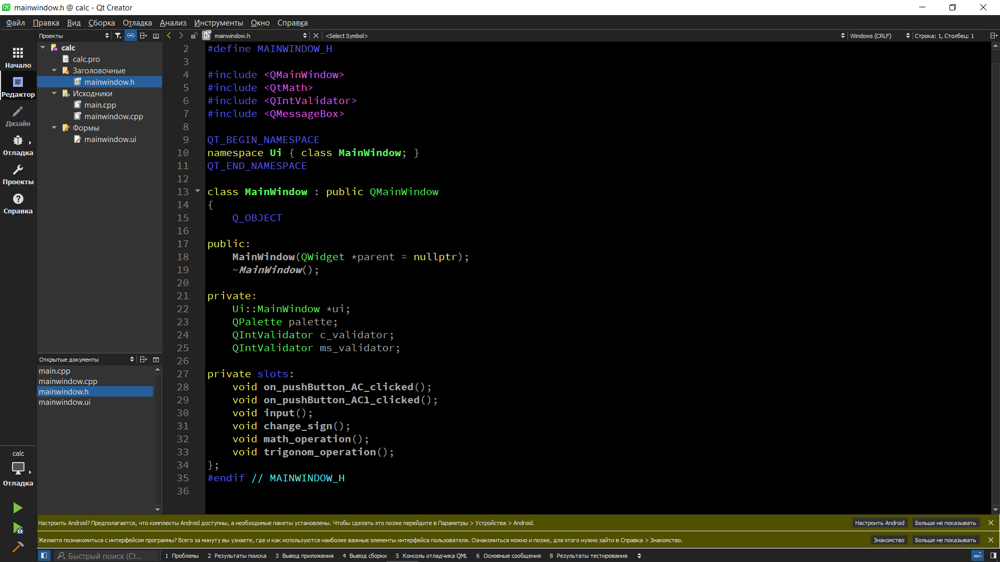 mainwindow.h @ calc - Qt Creator
Файл Правка Вид Сборка Отладка Анализ Инструменты Окно Справка
Проекты
mainwindow.h
<Select Symbol>
Windows (CRLF)
Строка: 1, Столбец: 1
Начало
Редактор
Дизайн
Отладка
Проекты
Справка
calc
calc.pro
Заголовочные
mainwindow.h
Исходники
main.cpp
mainwindow.cpp
Формы
mainwindow.ui
Открытые документы
main.cpp
mainwindow.cpp
mainwindow.h
mainwindow.ui
calc
Отладка
2 #define MAINWINDOW_H
3
4 #include <QMainWindow>
5 #include <QtMath>
6 #include <QIntValidator>
7 #include <QMessageBox>
8
9 QT_BEGIN_NAMESPACE
10 namespace Ui { class MainWindow; }
11 QT_END_NAMESPACE
12
13 class MainWindow : public QMainWindow
14 {
15     Q_OBJECT
16
17 public:
18     MainWindow(QWidget *parent = nullptr);
19     ~MainWindow();
20
21 private:
22     Ui::MainWindow *ui;
23     QPalette palette;
24     QIntValidator c_validator;
25     QIntValidator ms_validator;
26
27 private slots:
28     void on_pushButton_AC_clicked();
29     void on_pushButton_AC1_clicked();
30     void input();
31     void change_sign();
32     void math_operation();
33     void trigonom_operation();
34 };
35 #endif // MAINWINDOW_H
36
Настроить Android? Предполагается, что комплекты Android доступны, а необходимые пакеты установлены. Чтобы сделать это позже перейдите в Параметры > Устройства > Android.
Настроить Android
Больше не показывать
Желаете познакомиться с интерфейсом программы? Всего за минуту вы узнаете, где и как используются наиболее важные элементы интерфейса пользователя. Ознакомиться можно и позже, для этого нужно зайти в Справка > Знакомство.
Знакомство
Больше не показывать
Быстрый поиск (Ct...
1 Проблемы
2 Результаты поиска
3 Вывод приложения
4 Вывод сборки
5 Консоль отладчика QML
6 Основные сообщения
8 Результаты тестирования